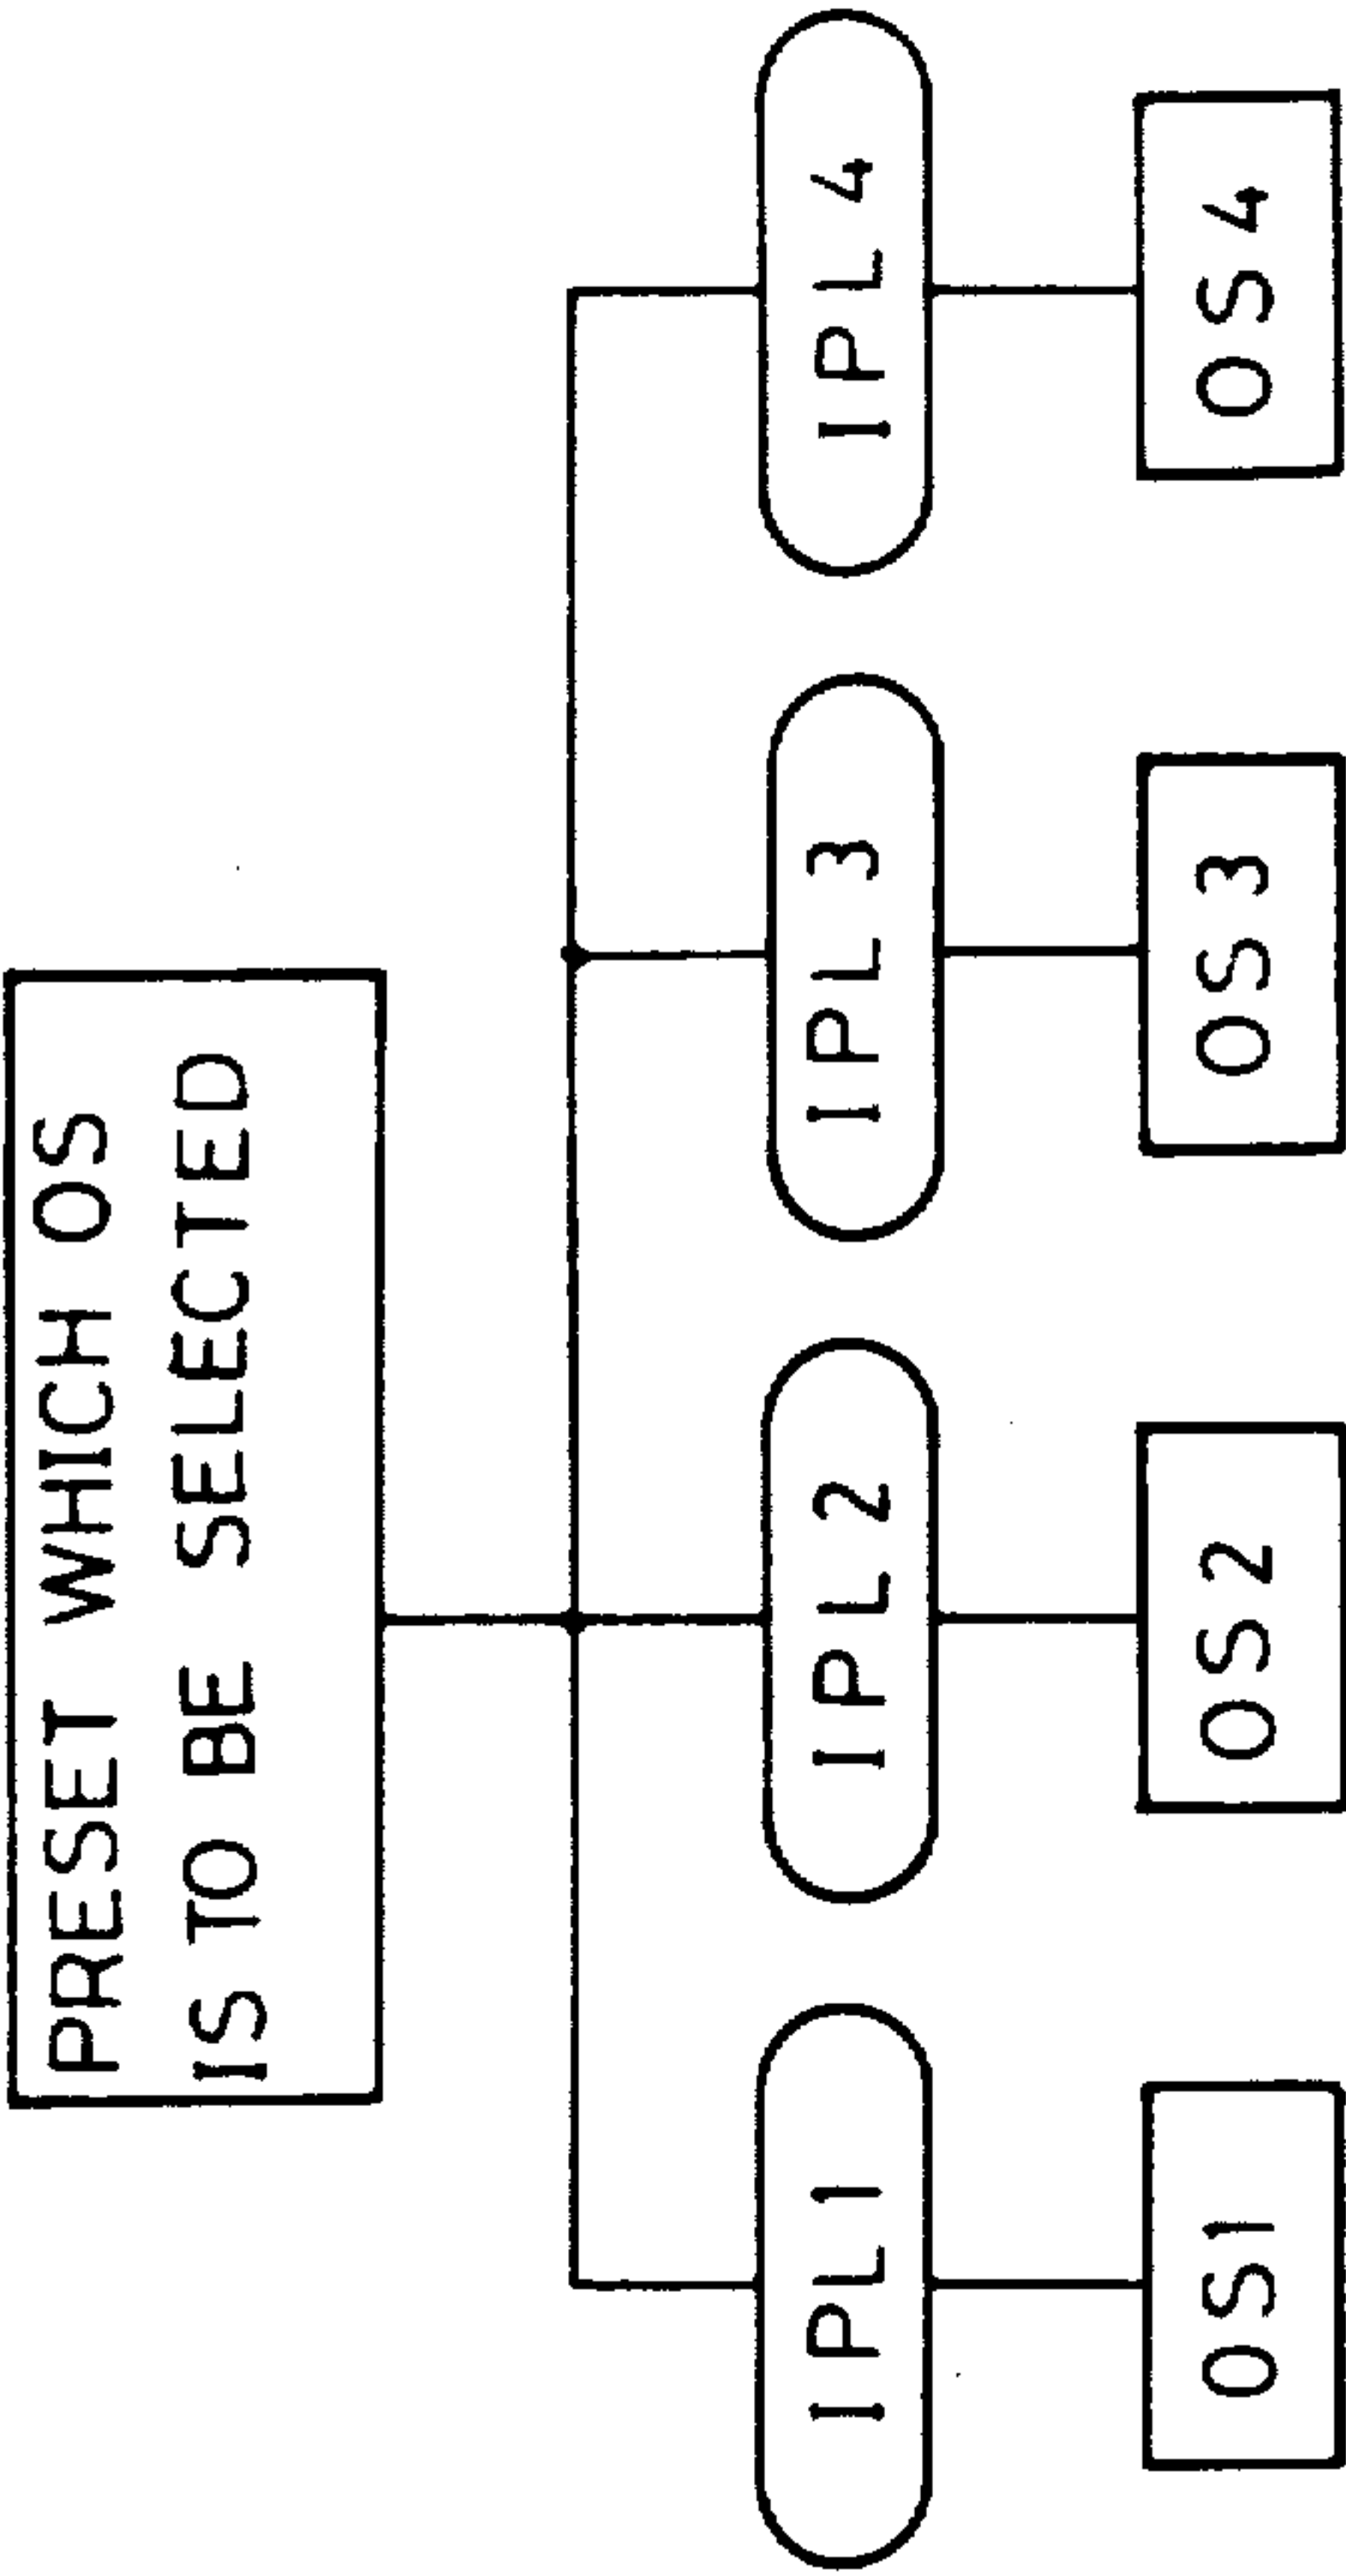 PRESET WHICH OS
IS TO BE SELECTED
IPL1
IPL2
IPL3
IPL4
OS1
OS2
OS3
OS4